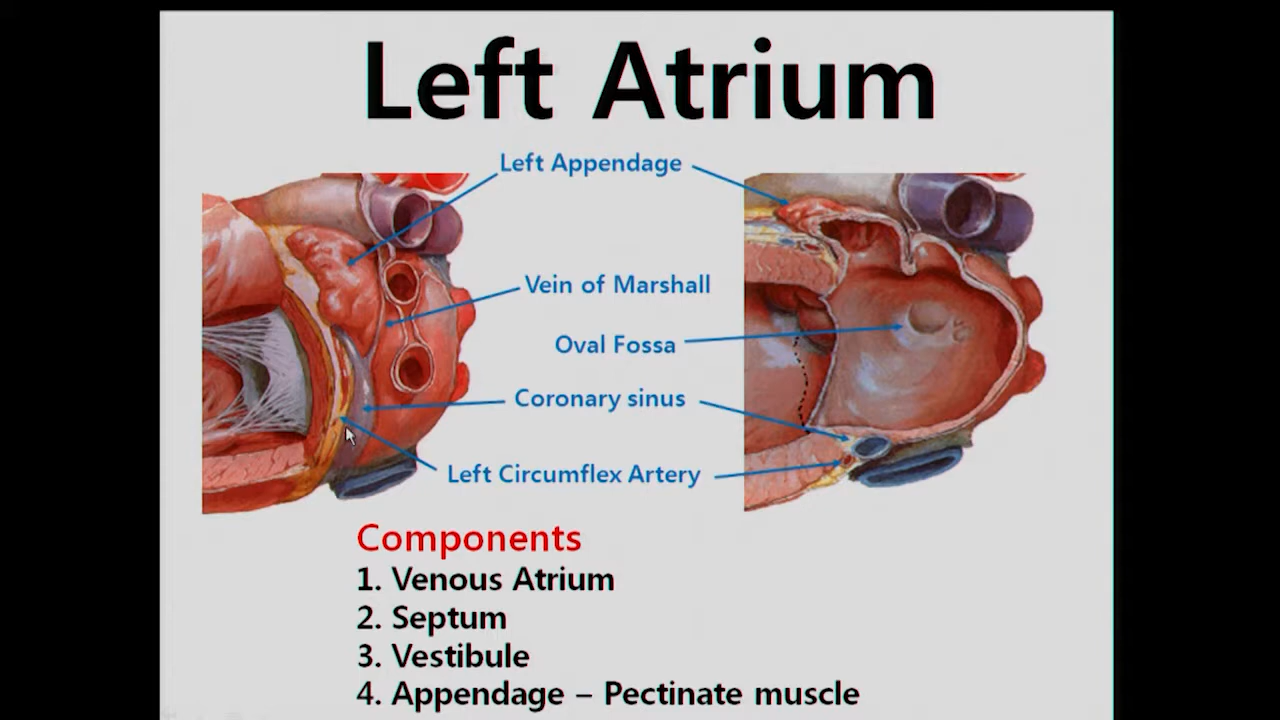 Left Atrium
Left Appendage
Vein of Marshall
Oval Fossa
Coronary sinus
Left Circumflex Artery
Components
1. Venous Atrium
2. Septum
3. Vestibule
4. Appendage – Pectinate muscle